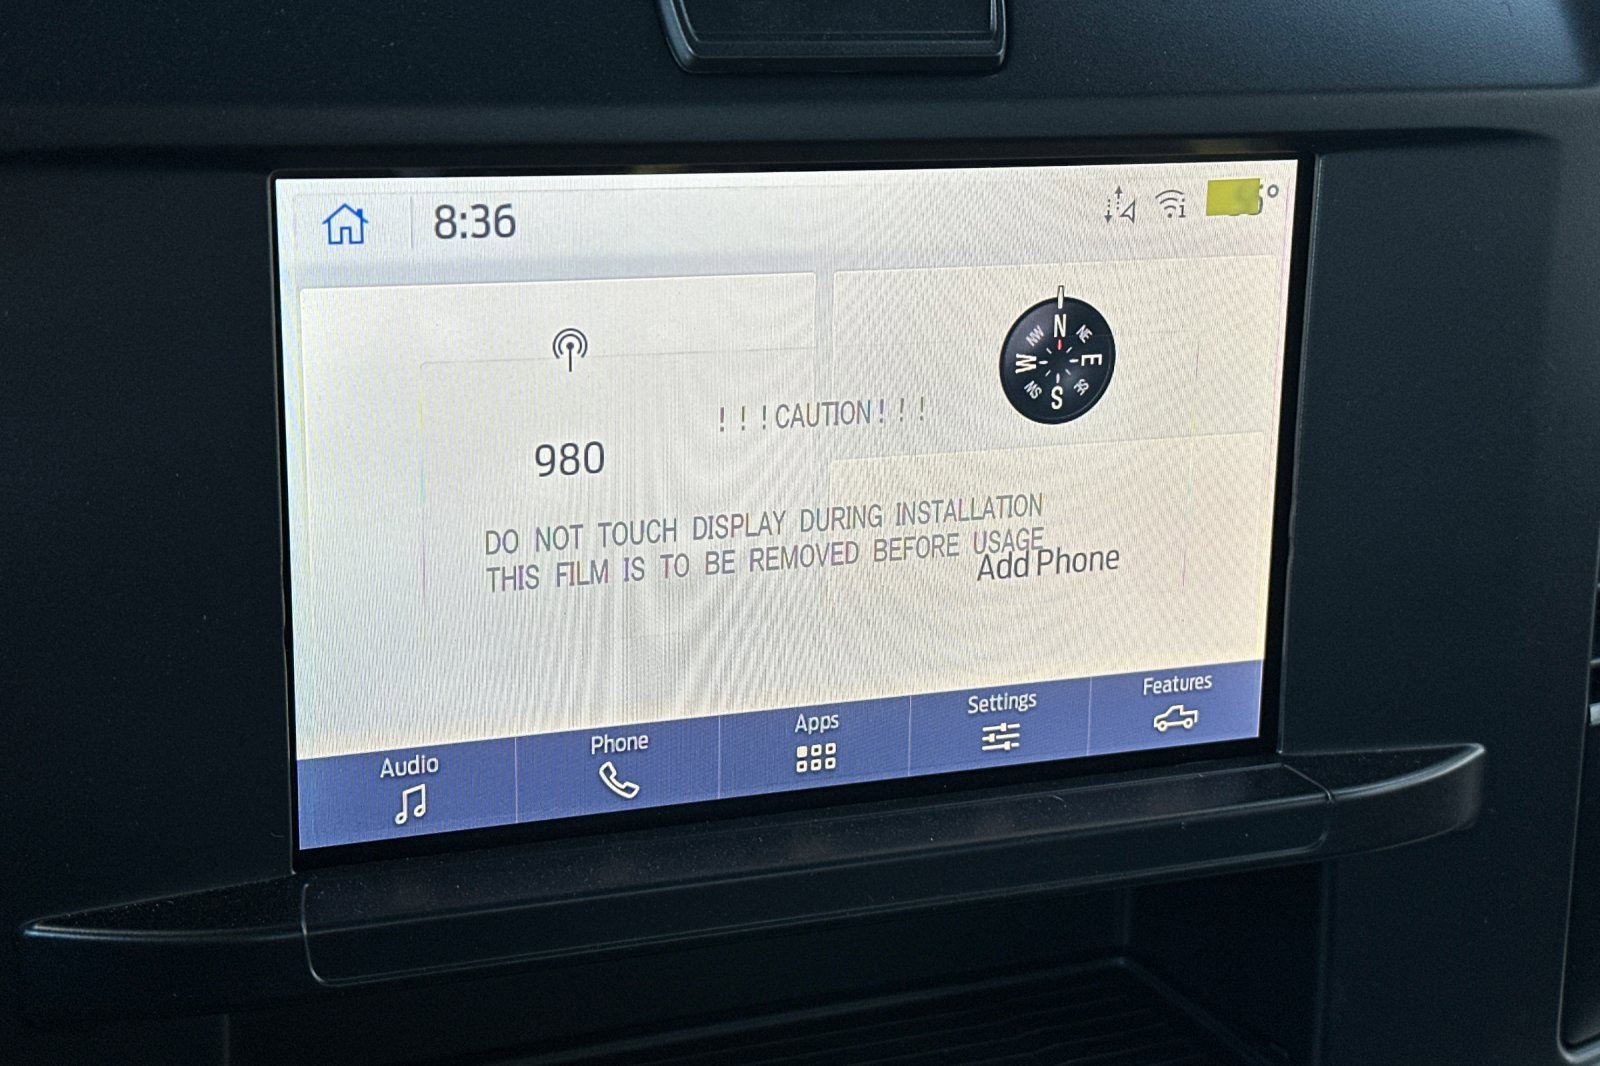 8:36
980
N
NE
E
SE
S
SW
W
NW
! ! ! CAUTION ! ! !
DO NOT TOUCH DISPLAY DURING INSTALLATION
THIS FILM IS TO BE REMOVED BEFORE USAGE
Add Phone
Audio
Phone
Apps
Settings
Features